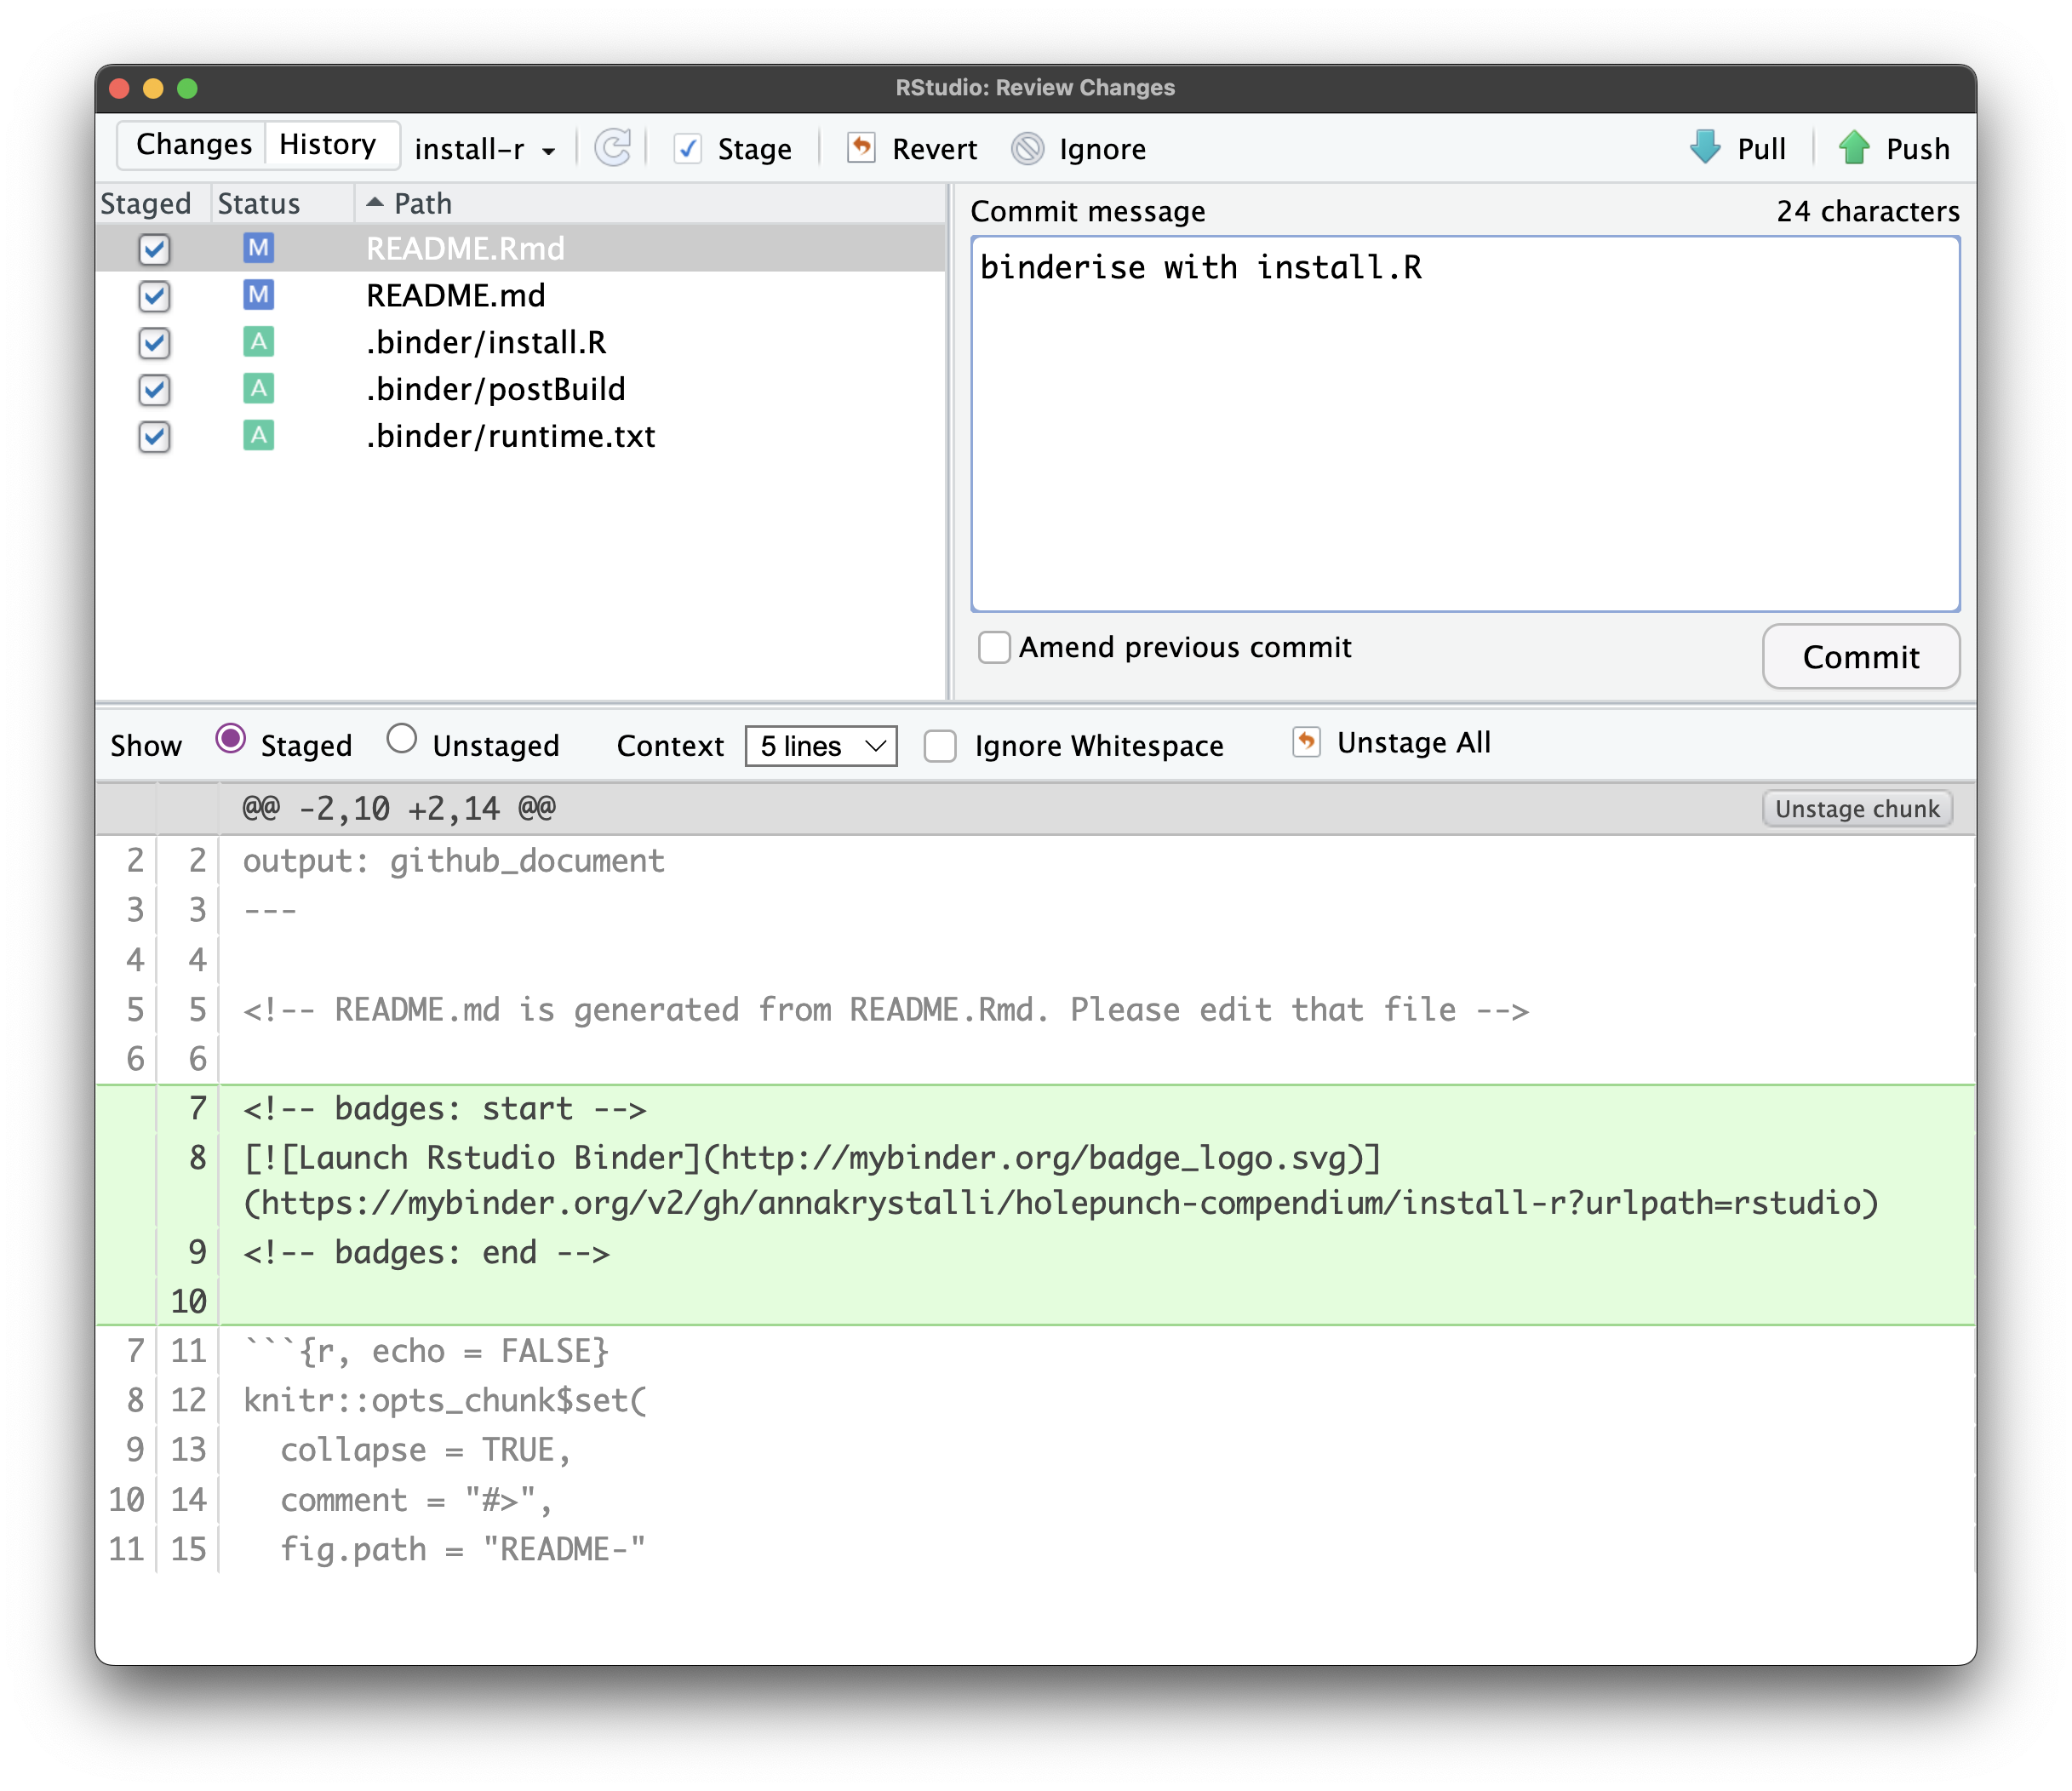 RStudio: Review Changes
Changes History install-r Stage Revert Ignore Pull Push
Staged Status Path
M README.Rmd
M README.md
A .binder/install.R
A .binder/postBuild
A .binder/runtime.txt
Commit message 24 characters
binderise with install.R
Amend previous commit Commit
Show Staged Unstaged Context 5 lines Ignore Whitespace Unstage All
@@ -2,10 +2,14 @@ Unstage chunk
2 2 output: github_document
3 3 ---
4 4
5 5 <!-- README.md is generated from README.Rmd. Please edit that file -->
6 6
7 <!-- badges: start -->
8 [![Launch Rstudio Binder](http://mybinder.org/badge_logo.svg)]
(https://mybinder.org/v2/gh/annakrystalli/holepunch-compendium/install-r?urlpath=rstudio)
9 <!-- badges: end -->
10
7 11 ```{r, echo = FALSE}
8 12 knitr::opts_chunk$set(
9 13   collapse = TRUE,
10 14   comment = "#>",
11 15   fig.path = "README-"